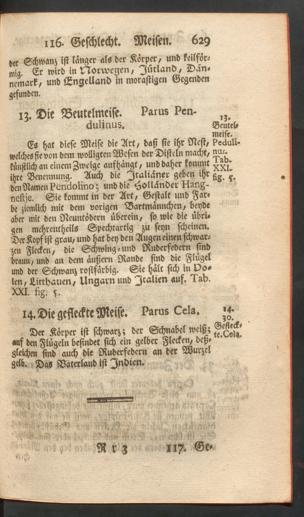 116. Geschlecht. Meisen. 629
der Schwanz ist länger als der Körper, und keilför-
mig. Er wird in Norwegen, Jütland, Dän-
nemark, und Engelland in morastigen Gegenden
gefunden.
13. Die Beutelmeise. Parus Pen-
dulinus.
13.
Beutel-
meise.
Pedull-
nus.
Tab.
XXI.
fig. 5.
Es hat diese Meise die Art, daß sie ihr Nest,
welches sie von dem wolligten Wesen der Disteln macht,
künstlich an einem Zweige aufhängt, und daher kommt
ihre Benennung. Auch die Italiäner geben ihr
den Namen Pendolino; und die Holländer Hang-
nestje. Sie kommt in der Art, Gestalt und Far-
be ziemlich mit dem vorigen Bartmännchen, beyde
aber mit den Neuntödern überein, so wie die übri-
gen mehrentheils Spechtartig zu seyn scheinen.
Der Kopf ist grau, und hat bey den Augen einen schwar-
zen Flecken, die Schwing- und Ruderfedern sind
braun, und an dem äußern Rande sind die Flügel
und der Schwanz rostfärbig. Sie hält sich in Po-
len, Litthauen, Ungarn und Italien auf. Tab.
XXI. fig. 5.
14. Die gefleckte Meise. Parus Cela.
14.
30.
Gefleck-
te. Cela.
Der Körper ist schwarz; der Schnabel weiß;
auf den Flügeln befindet sich ein gelber Flecken, deß-
gleichen sind auch die Ruderfedern an der Wurzel
gelb. Das Vaterland ist Indien.
R r 3 117. Ge-